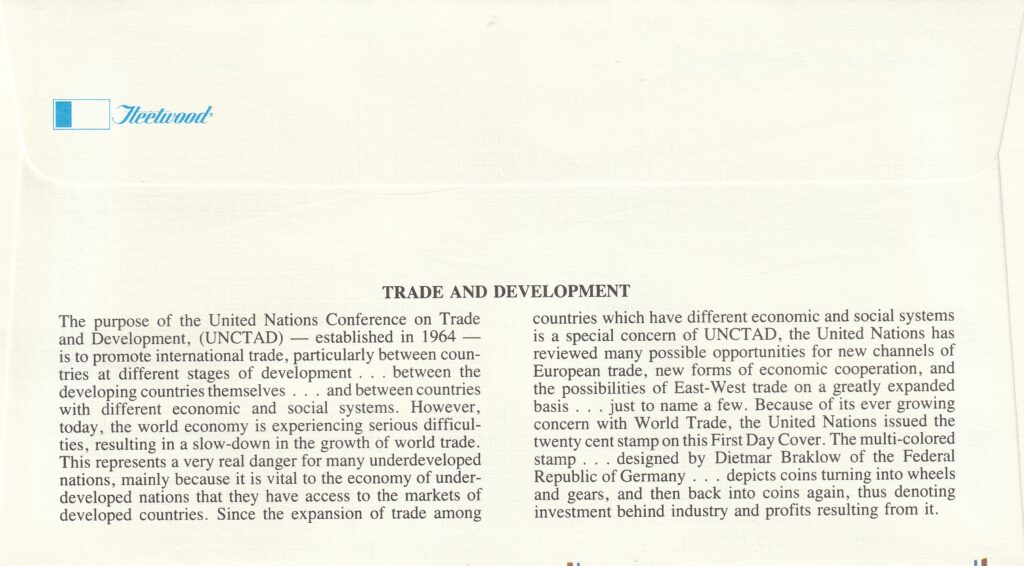 Fleetwood®
TRADE AND DEVELOPMENT
The purpose of the United Nations Conference on Trade
and Development, (UNCTAD) — established in 1964 —
is to promote international trade, particularly between coun-
tries at different stages of development . . . between the
developing countries themselves . . . and between countries
with different economic and social systems. However,
today, the world economy is experiencing serious difficul-
ties, resulting in a slow-down in the growth of world trade.
This represents a very real danger for many underdeveloped
nations, mainly because it is vital to the economy of under-
developed nations that they have access to the markets of
developed countries. Since the expansion of trade among
countries which have different economic and social systems
is a special concern of UNCTAD, the United Nations has
reviewed many possible opportunities for new channels of
European trade, new forms of economic cooperation, and
the possibilities of East-West trade on a greatly expanded
basis . . . just to name a few. Because of its ever growing
concern with World Trade, the United Nations issued the
twenty cent stamp on this First Day Cover. The multi-colored
stamp . . . designed by Dietmar Braklow of the Federal
Republic of Germany . . . depicts coins turning into wheels
and gears, and then back into coins again, thus denoting
investment behind industry and profits resulting from it.